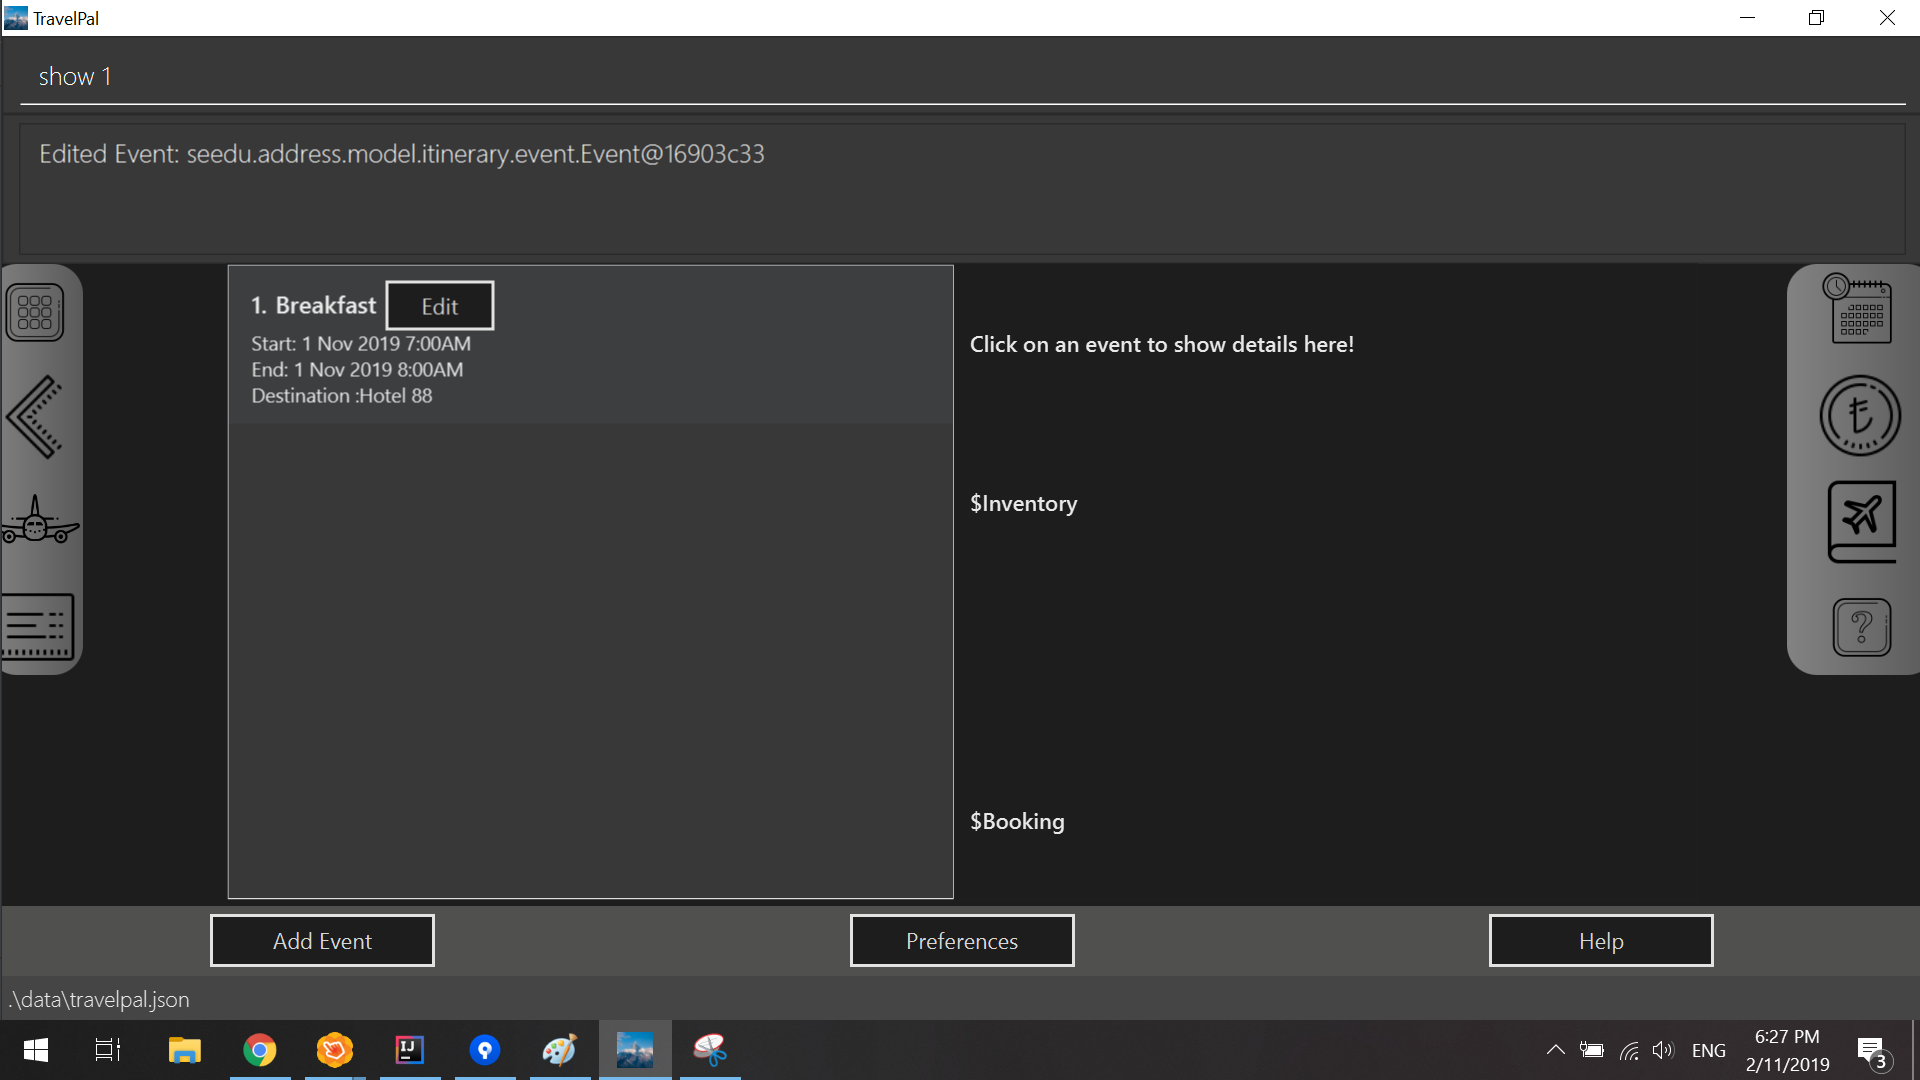 TravelPal
show 1
Edited Event: seedu.address.model.itinerary.event.Event@16903c33
1. Breakfast Edit
Start: 1 Nov 2019 7:00AM
End: 1 Nov 2019 8:00AM
Destination :Hotel 88
Click on an event to show details here!
$Inventory
$Booking
?
Add Event Preferences Help
.\data\travelpal.json
IJ
ENG
6:27 PM
2/11/2019
3